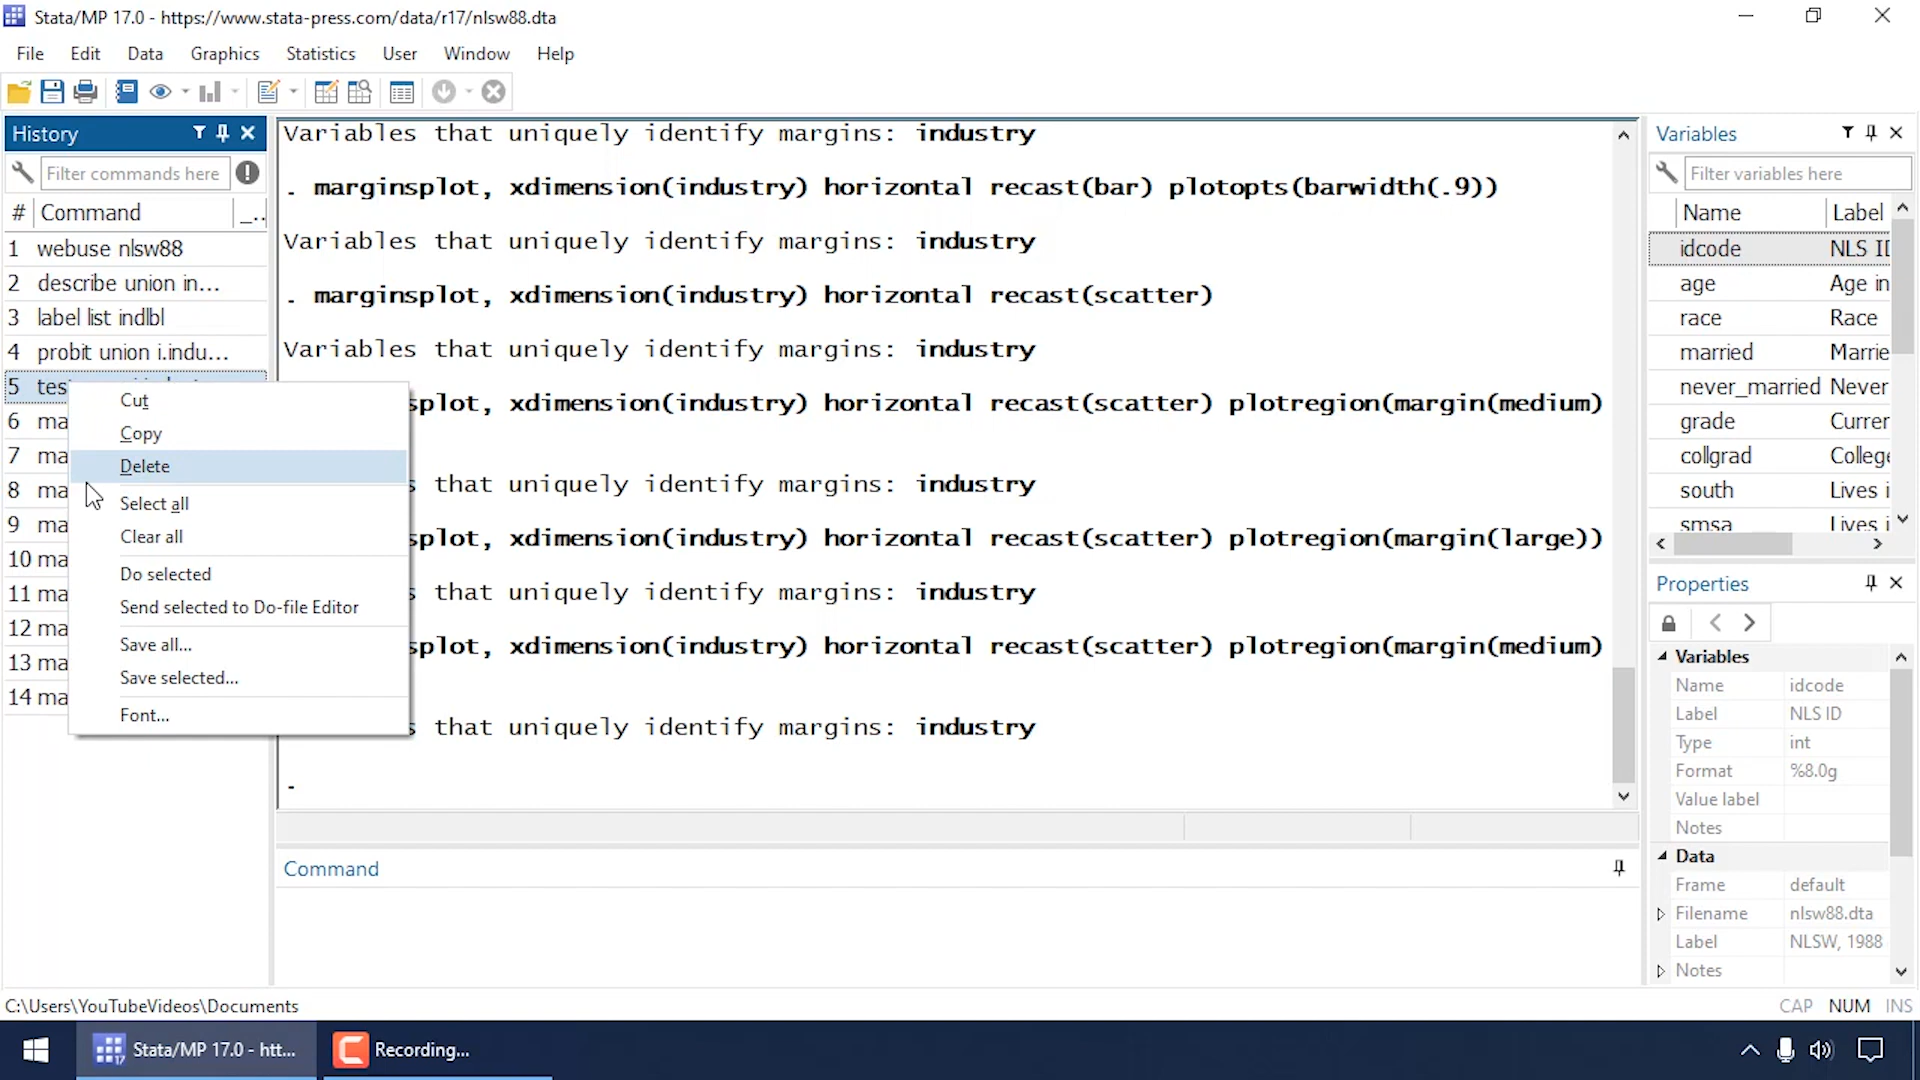 Stata/MP 17.0 - https://www.stata-press.com/data/r17/nlsw88.dta
File Edit Data Graphics Statistics User Window Help
History
Filter commands here
# Command _..
1 webuse nlsw88
2 describe union in...
3 label list indlbl
4 probit union i.indu...
5 tes
6 ma
7 ma
8 ma
9 ma
10 ma
11 ma
12 ma
13 ma
14 ma
Cut
Copy
Delete
Select all
Clear all
Do selected
Send selected to Do-file Editor
Save all...
Save selected...
Font...
Variables that uniquely identify margins: industry
. marginsplot, xdimension(industry) horizontal recast(bar) plotopts(barwidth(.9))
Variables that uniquely identify margins: industry
. marginsplot, xdimension(industry) horizontal recast(scatter)
Variables that uniquely identify margins: industry
splot, xdimension(industry) horizontal recast(scatter) plotregion(margin(medium)
s that uniquely identify margins: industry
splot, xdimension(industry) horizontal recast(scatter) plotregion(margin(large))
s that uniquely identify margins: industry
splot, xdimension(industry) horizontal recast(scatter) plotregion(margin(medium)
s that uniquely identify margins: industry
.
Command
Variables
Filter variables here
Name Label
idcode NLS ID
age Age in
race Race
married Marrie
never_married Never
grade Currer
collgrad College
south Lives i
smsa Lives i
Properties
Variables
Name idcode
Label NLS ID
Type int
Format %8.0g
Value label
Notes
Data
Frame default
Filename nlsw88.dta
Label NLSW, 1988
Notes
C:\Users\YouTubeVideos\Documents
CAP NUM INS
Stata/MP 17.0 - htt...
Recording...